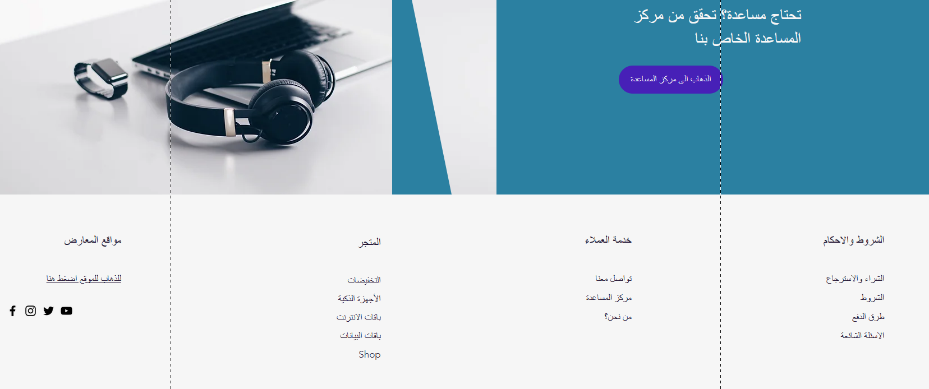 تحتاج مساعدة؟ تحقق من مركز
المساعدة الخاص بنا
الذهاب الى مركز المساعدة
الشروط والاحكام
الشراء والاسترجاع
الشروط
طرق الدفع
الاسئلة الشائعة
خدمة العملاء
تواصل معنا
مركز المساعدة
من نحن؟
المتجر
التخفيضات
الأجهزة الذكية
باقات الانترنت
باقات البيانات
Shop
مواقع المعارض
للذهاب للموقع اضغط هنا